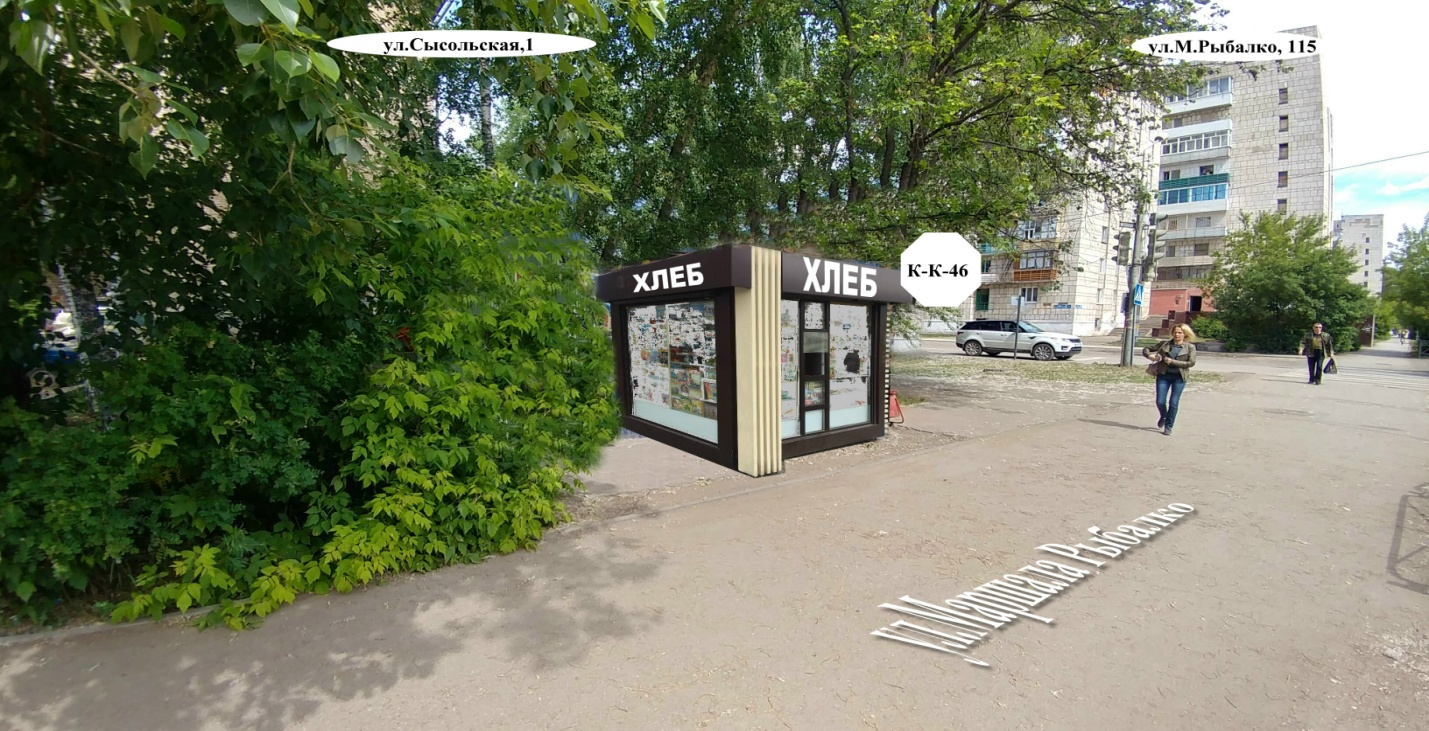 ул.Сысольская,1
ул.М.Рыбалко, 115
ХЛЕБ
ХЛЕБ
К-К-46
ул.Маршала Рыбалко